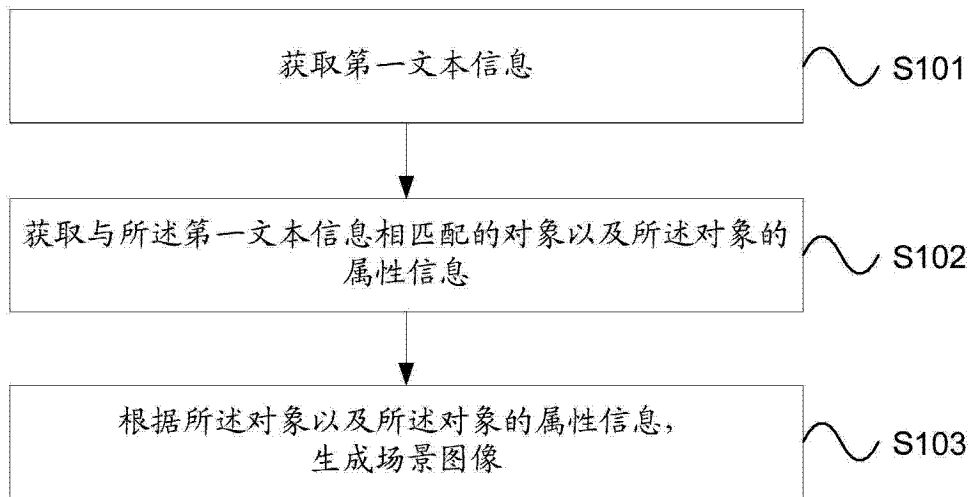 获取第一文本信息
S101
获取与所述第一文本信息相匹配的对象以及所述对象的
属性信息
S102
根据所述对象以及所述对象的属性信息，
生成场景图像
S103